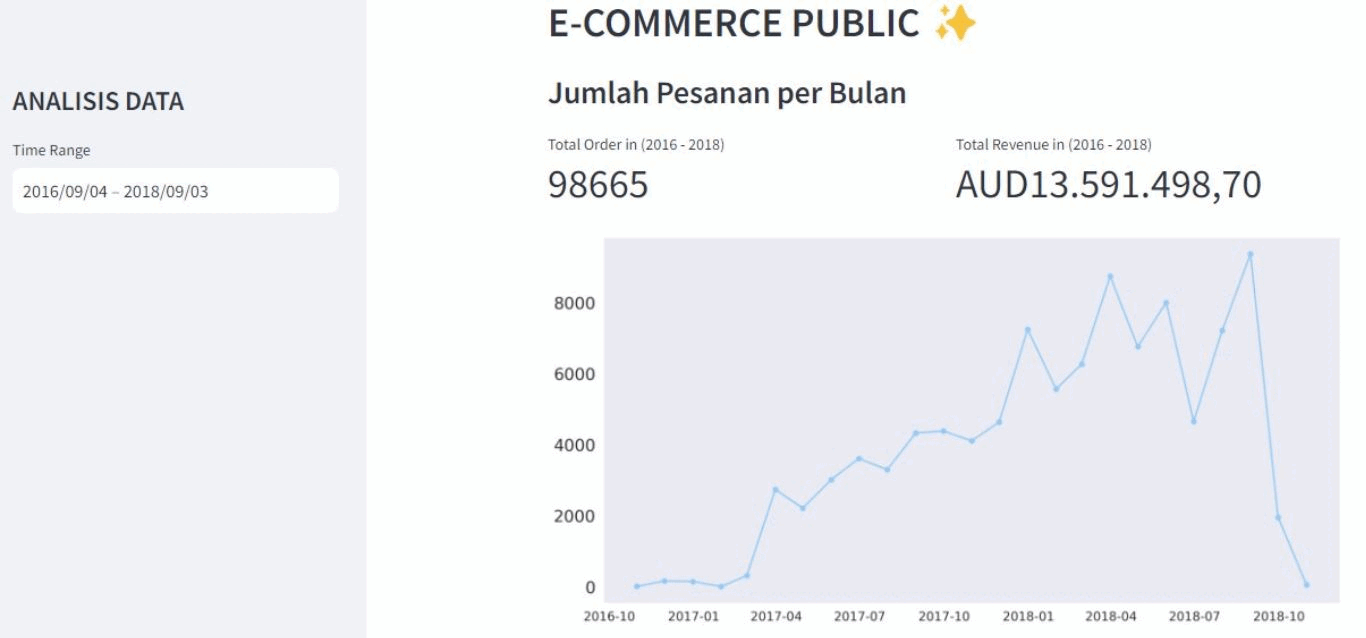 E-COMMERCE PUBLIC ✨
ANALISIS DATA
Time Range
2016/09/04 – 2018/09/03
Jumlah Pesanan per Bulan
Total Order in (2016 - 2018)
98665
Total Revenue in (2016 - 2018)
AUD13.591.498,70
8000
6000
4000
2000
0
2016-10 2017-01 2017-04 2017-07 2017-10 2018-01 2018-04 2018-07 2018-10